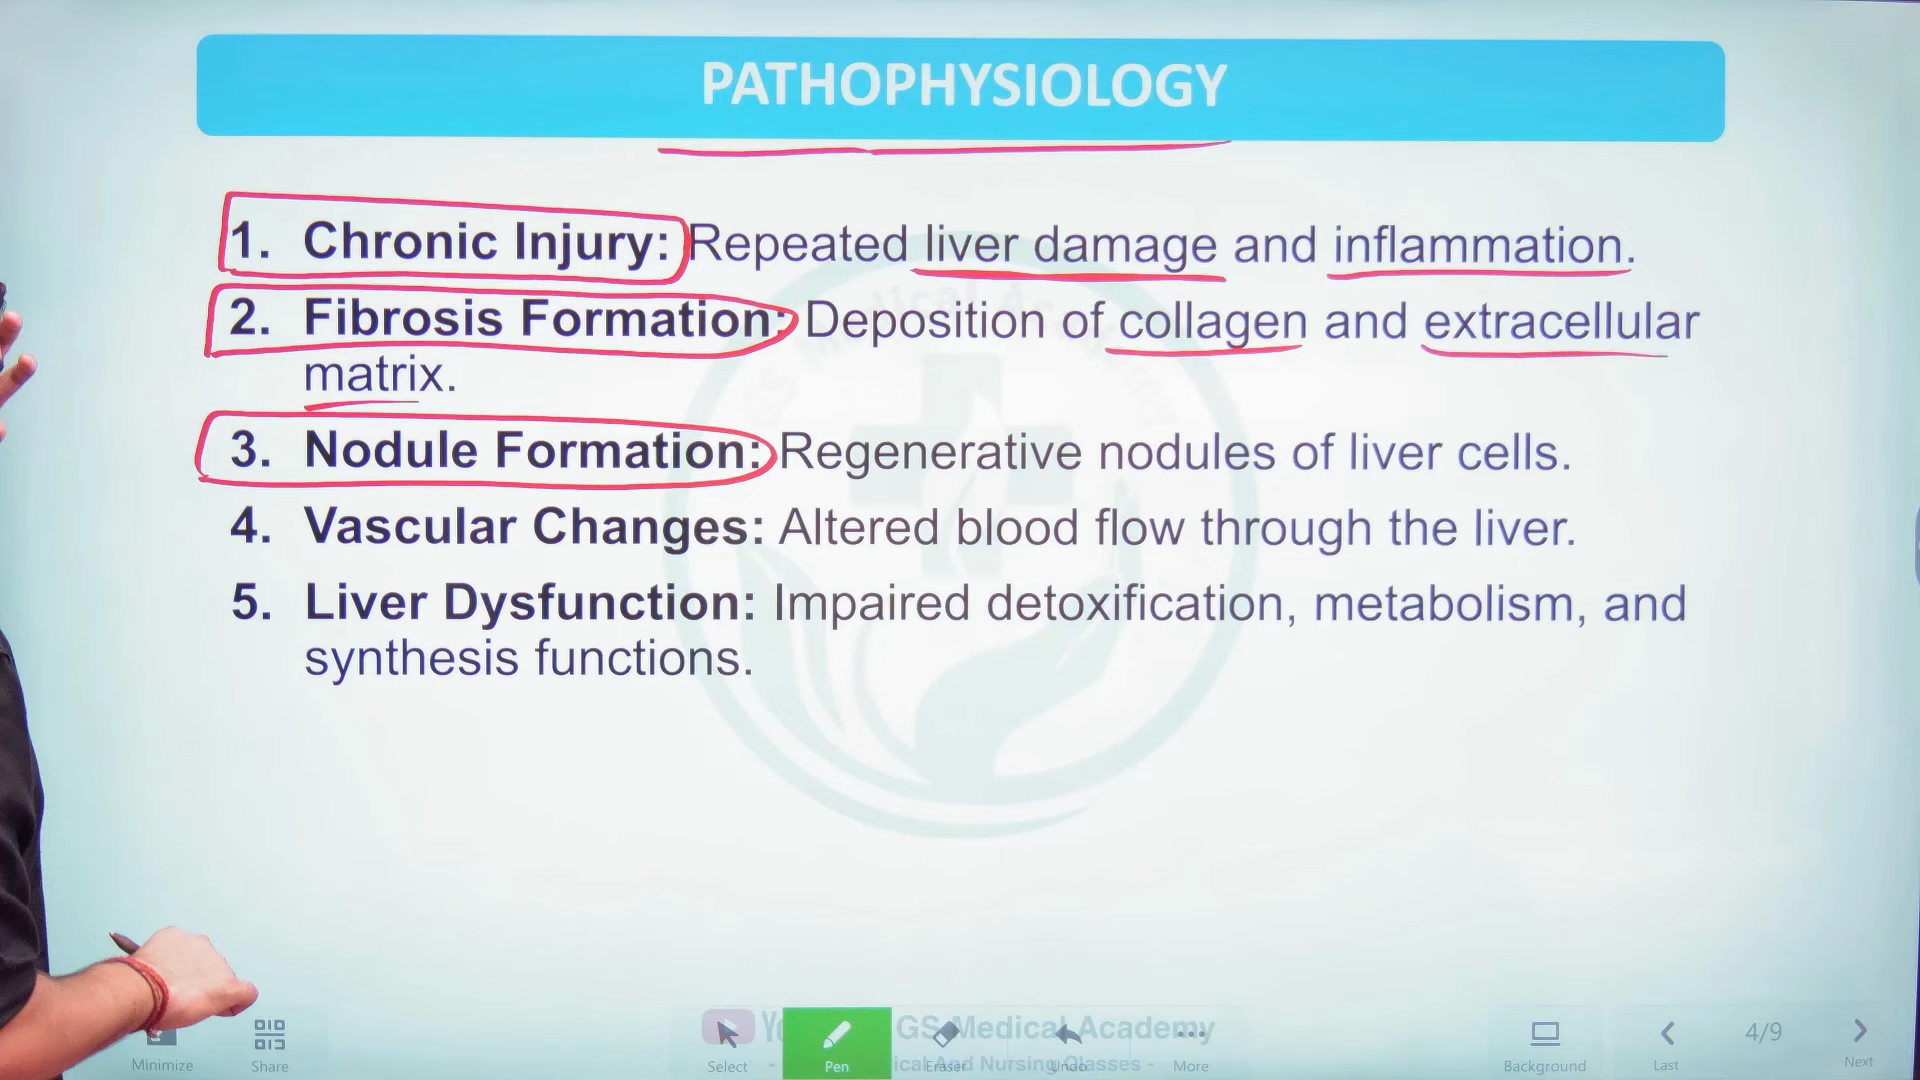 PATHOPHYSIOLOGY
1. Chronic Injury: Repeated liver damage and inflammation.
2. Fibrosis Formation: Deposition of collagen and extracellular
matrix.
3. Nodule Formation: Regenerative nodules of liver cells.
4. Vascular Changes: Altered blood flow through the liver.
5. Liver Dysfunction: Impaired detoxification, metabolism, and
synthesis functions.
GS Medical Academy
And Nursing Classes -
Minimize
Share
Select
Pen
Eraser
Undo
More
Background
Last
4/9
Next